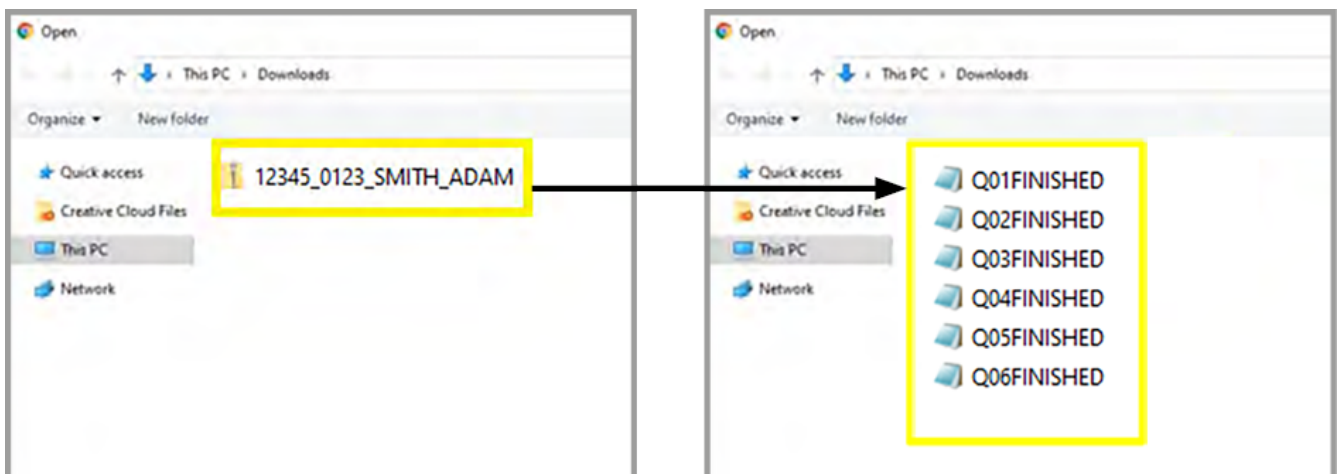 Open
This PC › Downloads
Organize
New folder
Quick access
12345_0123_SMITH_ADAM
Creative Cloud Files
This PC
Network
Open
This PC › Downloads
Organize
New folder
Quick access
Creative Cloud Files
This PC
Network
Q01FINISHED
Q02FINISHED
Q03FINISHED
Q04FINISHED
Q05FINISHED
Q06FINISHED